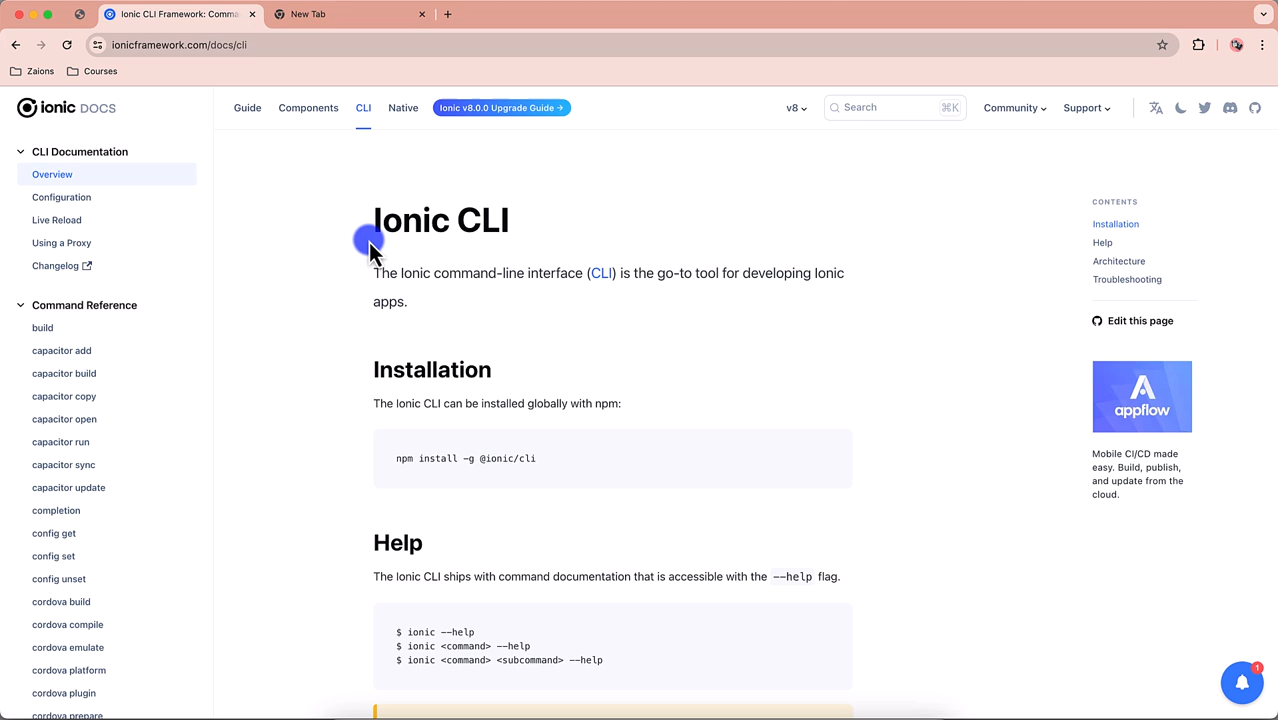 Ionic CLI Framework: Comma
New Tab
ionicframework.com/docs/cli
Zaions
Courses
ionic DOCS
Guide
Components
CLI
Native
Ionic v8.0.0 Upgrade Guide →
v8
Search
⌘K
Community
Support
CLI Documentation
Overview
Configuration
Live Reload
Using a Proxy
Changelog
Command Reference
build
capacitor add
capacitor build
capacitor copy
capacitor open
capacitor run
capacitor sync
capacitor update
completion
config get
config set
config unset
cordova build
cordova compile
cordova emulate
cordova platform
cordova plugin
cordova prepare
Ionic CLI
The Ionic command-line interface (CLI) is the go-to tool for developing Ionic
apps.
Installation
The Ionic CLI can be installed globally with npm:
npm install -g @ionic/cli
Help
The Ionic CLI ships with command documentation that is accessible with the --help flag.
$ ionic --help
$ ionic <command> --help
$ ionic <command> <subcommand> --help
CONTENTS
Installation
Help
Architecture
Troubleshooting
Edit this page
appflow
Mobile CI/CD made
easy. Build, publish,
and update from the
cloud.
1